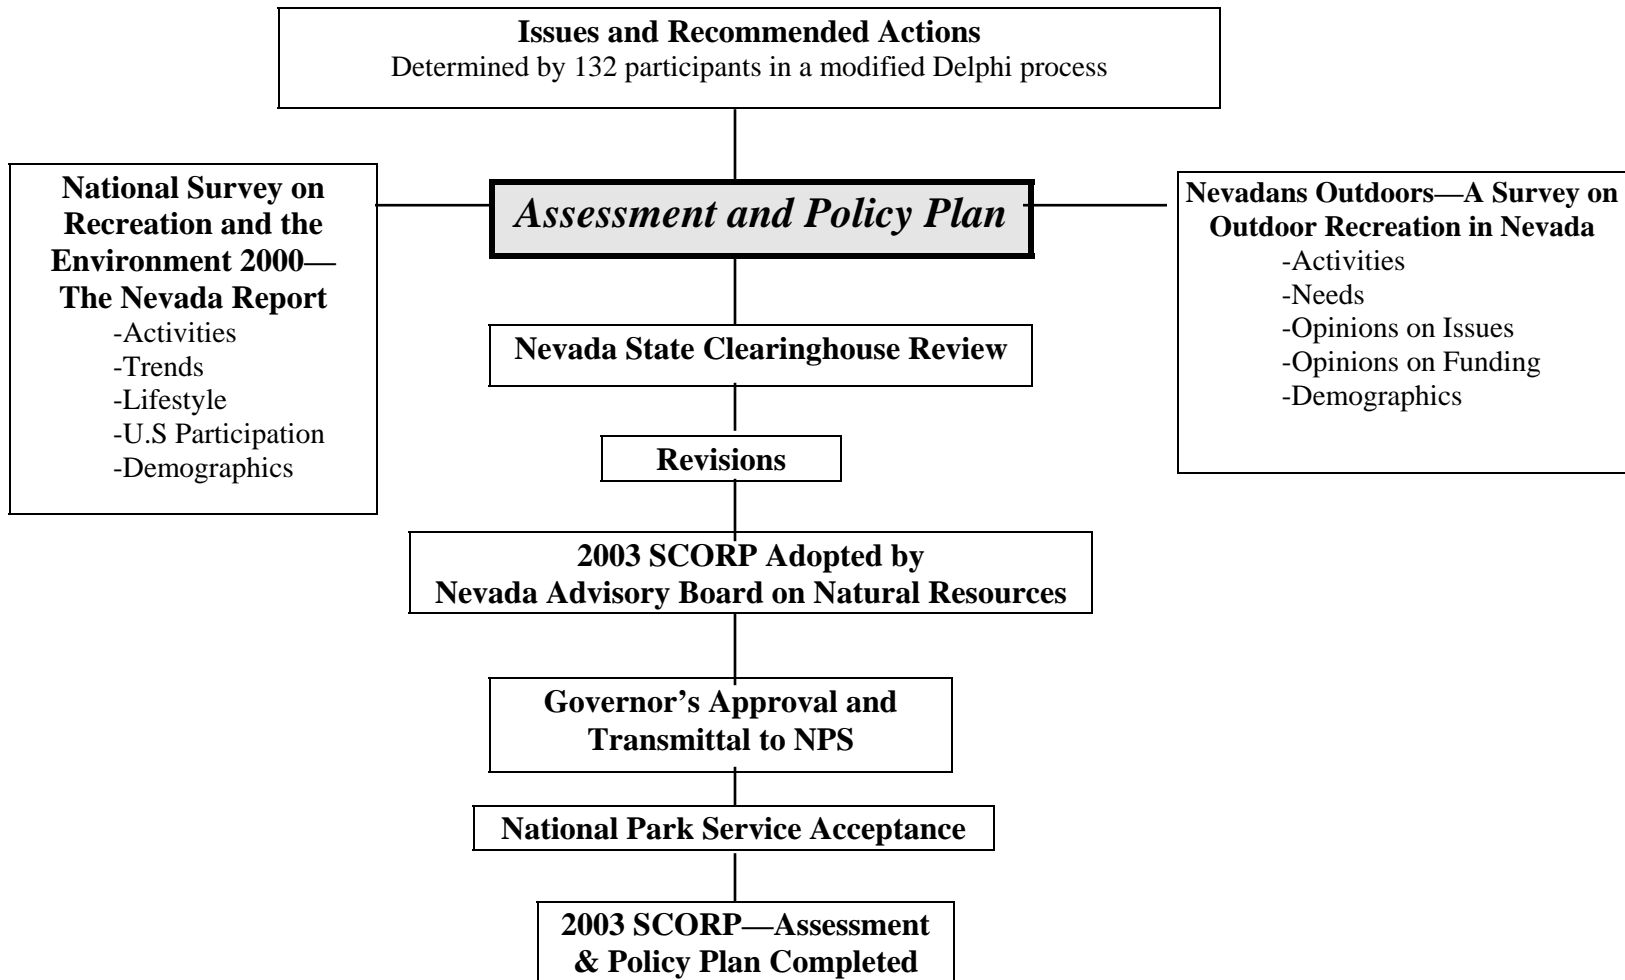 Issues and Recommended Actions
Determined by 132 participants in a modified Delphi process
National Survey on
Recreation and the
Environment 2000—
The Nevada Report
-Activities
-Trends
-Lifestyle
-U.S Participation
-Demographics
Assessment and Policy Plan
Nevadans Outdoors—A Survey on
Outdoor Recreation in Nevada
-Activities
-Needs
-Opinions on Issues
-Opinions on Funding
-Demographics
Nevada State Clearinghouse Review
Revisions
2003 SCORP Adopted by
Nevada Advisory Board on Natural Resources
Governor’s Approval and
Transmittal to NPS
National Park Service Acceptance
2003 SCORP—Assessment
& Policy Plan Completed